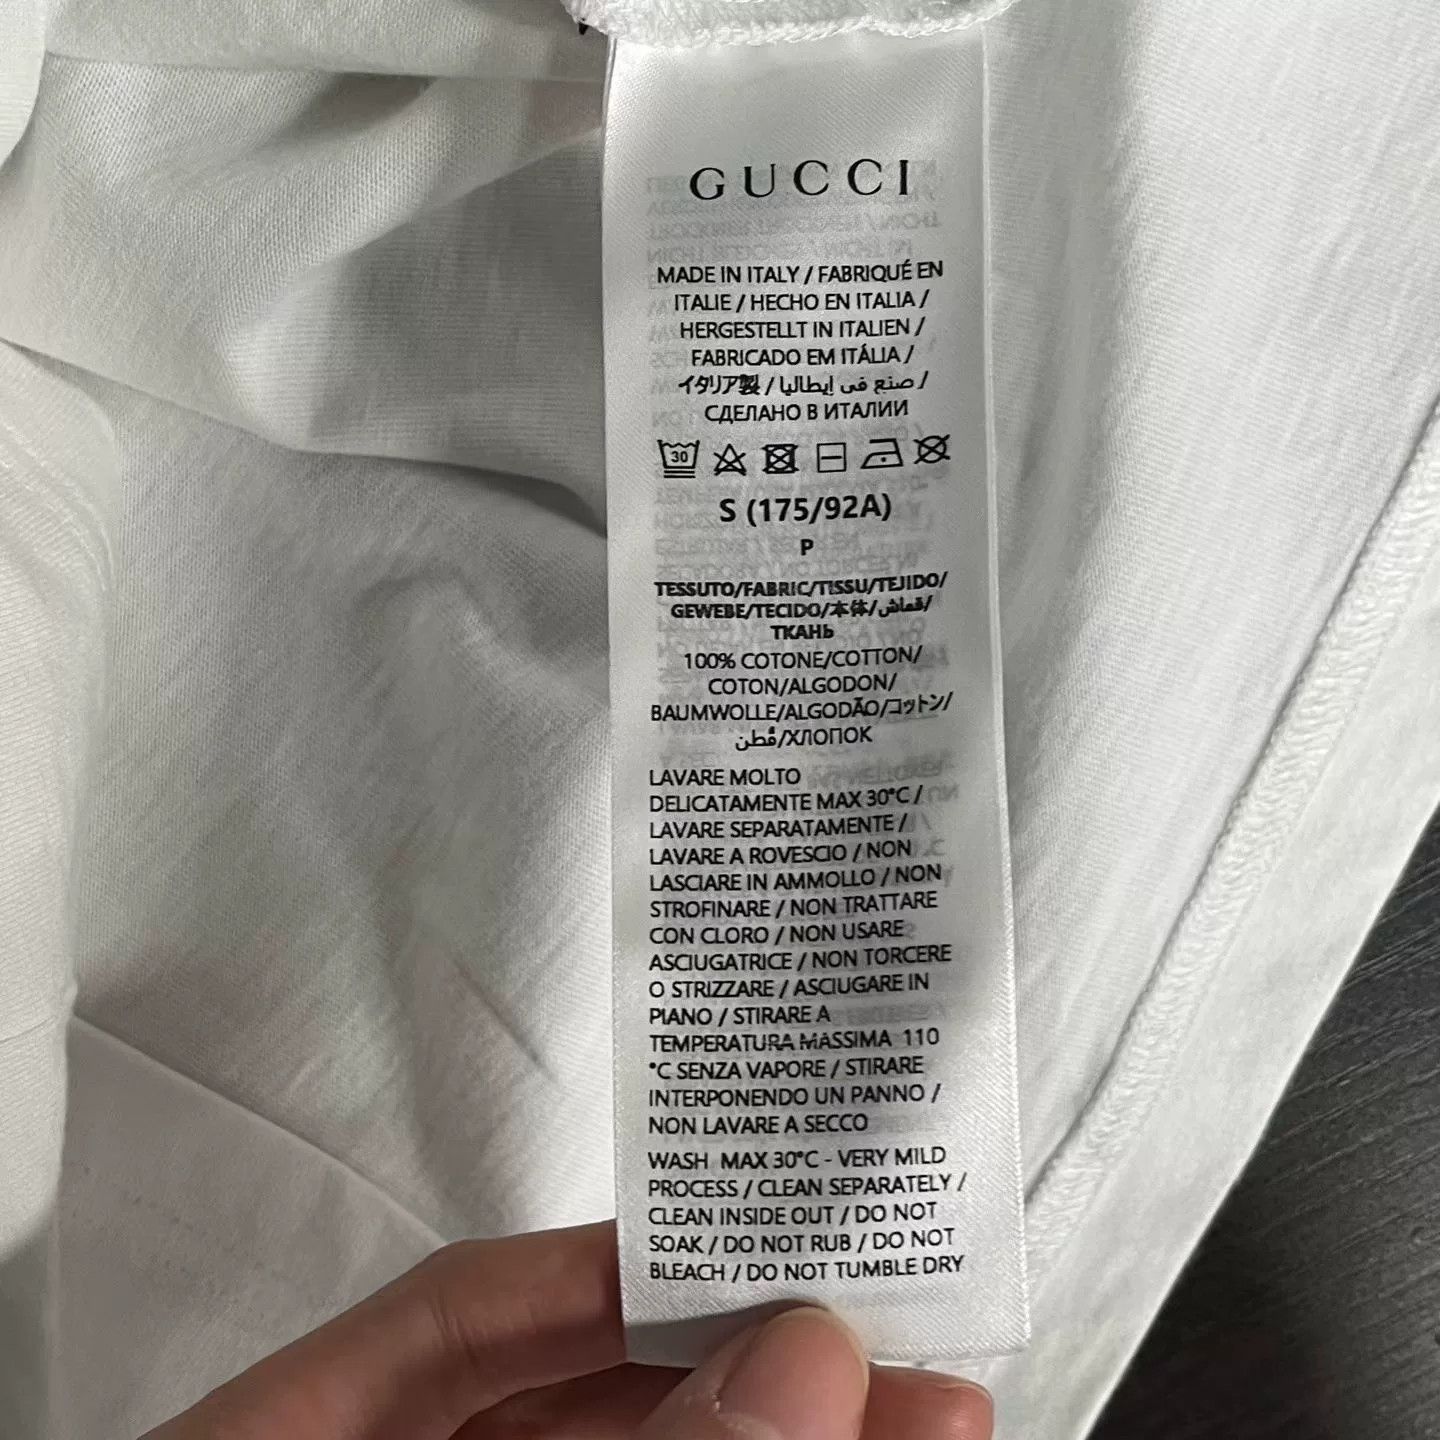 GUCCI
MADE IN ITALY / FABRIQUÉ EN
ITALIE / HECHO EN ITALIA /
HERGESTELLT IN ITALIEN /
FABRICADO EM ITÁLIA /
イタリア製 / صنع في إيطاليا /
СДЕЛАНО В ИТАЛИИ
30
S (175/92A)
P
TESSUTO/FABRIC/TISSU/TEJIDO/
GEWEBE/TECIDO/本体/قماش/
ТКАНЬ
100% COTONE/COTTON/
COTON/ALGODON/
BAUMWOLLE/ALGODÃO/コットン/
قُطن/ХЛОПОК
LAVARE MOLTO
DELICATAMENTE MAX 30°C /
LAVARE SEPARATAMENTE /
LAVARE A ROVESCIO / NON
LASCIARE IN AMMOLLO / NON
STROFINARE / NON TRATTARE
CON CLORO / NON USARE
ASCIUGATRICE / NON TORCERE
O STRIZZARE / ASCIUGARE IN
PIANO / STIRARE A
TEMPERATURA MASSIMA 110
°C SENZA VAPORE / STIRARE
INTERPONENDO UN PANNO /
NON LAVARE A SECCO
WASH MAX 30°C - VERY MILD
PROCESS / CLEAN SEPARATELY /
CLEAN INSIDE OUT / DO NOT
SOAK / DO NOT RUB / DO NOT
BLEACH / DO NOT TUMBLE DRY